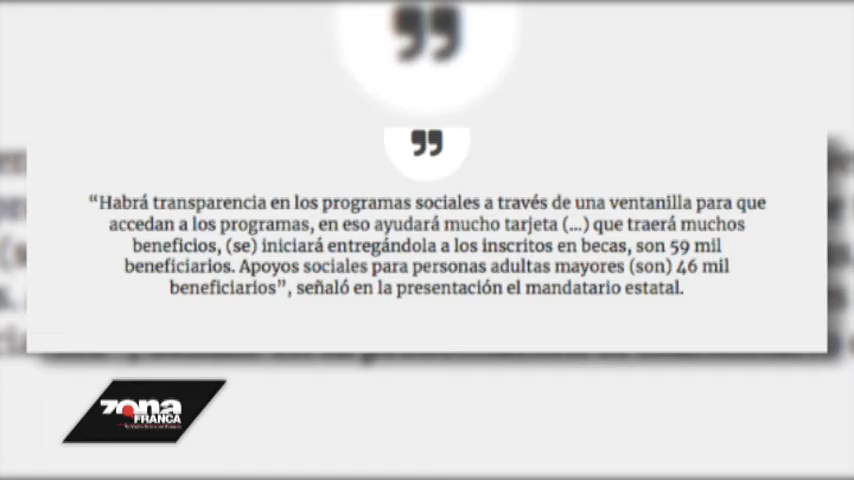 “Habrá transparencia en los programas sociales a través de una ventanilla para que
accedan a los programas, en eso ayudará mucho tarjeta (...) que traerá muchos
beneficios, (se) iniciará entregándola a los inscritos en becas, son 59 mil
beneficiarios. Apoyos sociales para personas adultas mayores (son) 46 mil
beneficiarios”, señaló en la presentación el mandatario estatal.
ZONA
FRANCA